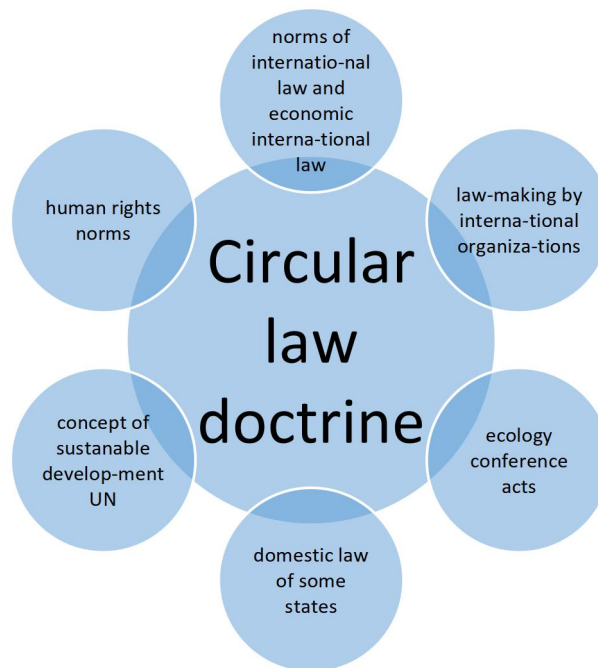 norms of
internatio-nal
law and
economic
interna-tional
law
law-making by
interna-tional
organiza-tions
ecology
conference
acts
domestic law
of some
states
concept of
sustanable
develop-ment
UN
human rights
norms
Circular
law
doctrine